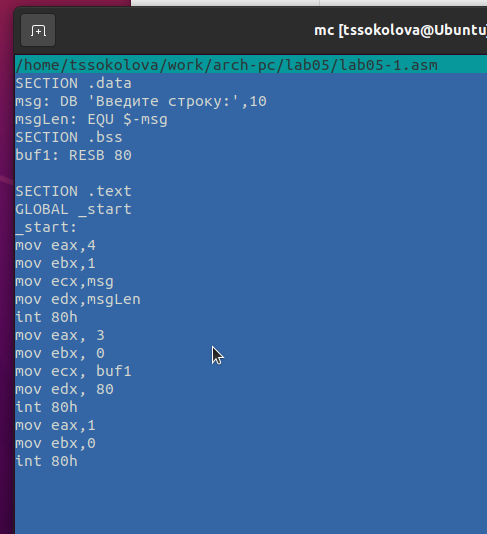 mc [tssokolova@Ubuntu
/home/tssokolova/work/arch-pc/lab05/lab05-1.asm
SECTION .data
msg: DB 'Введите строку:',10
msgLen: EQU $-msg
SECTION .bss
buf1: RESB 80

SECTION .text
GLOBAL _start
_start:
mov eax,4
mov ebx,1
mov ecx,msg
mov edx,msgLen
int 80h
mov eax, 3
mov ebx, 0
mov ecx, buf1
mov edx, 80
int 80h
mov eax,1
mov ebx,0
int 80h